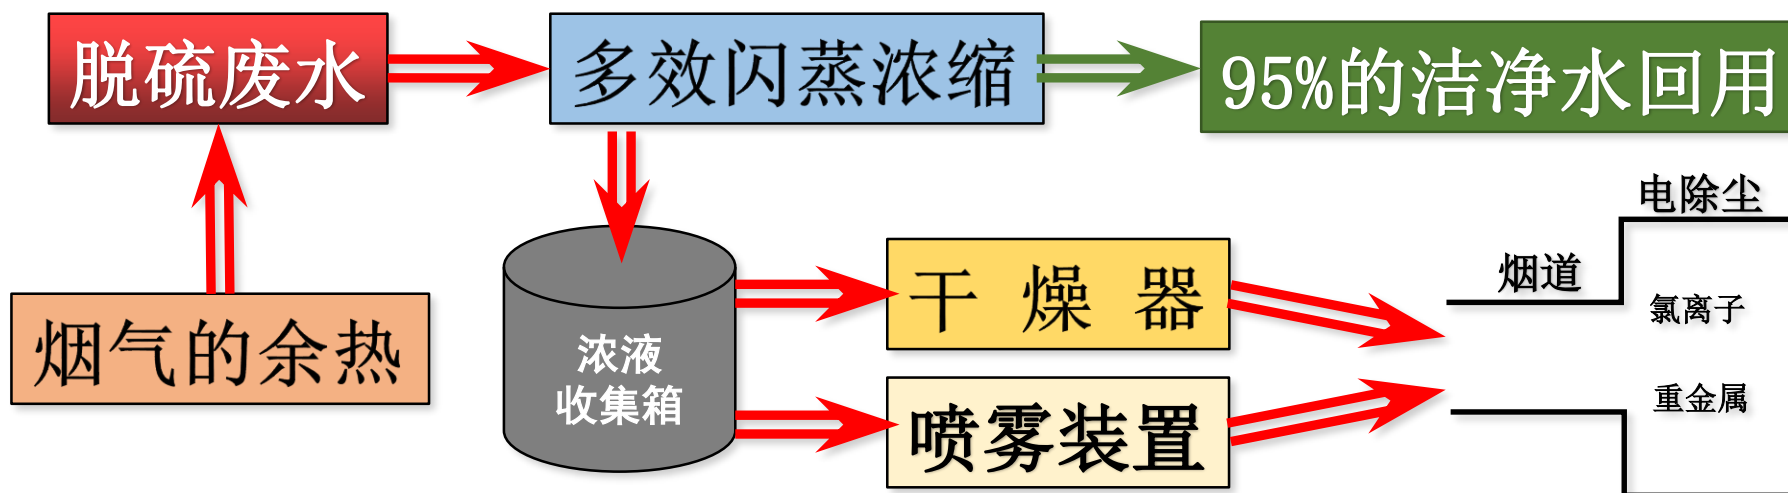 脱硫废水
多效闪蒸浓缩
95%的洁净水回用
电除尘
烟道
氯离子
烟气的余热
浓液
收集箱
干 燥 器
重金属
喷雾装置